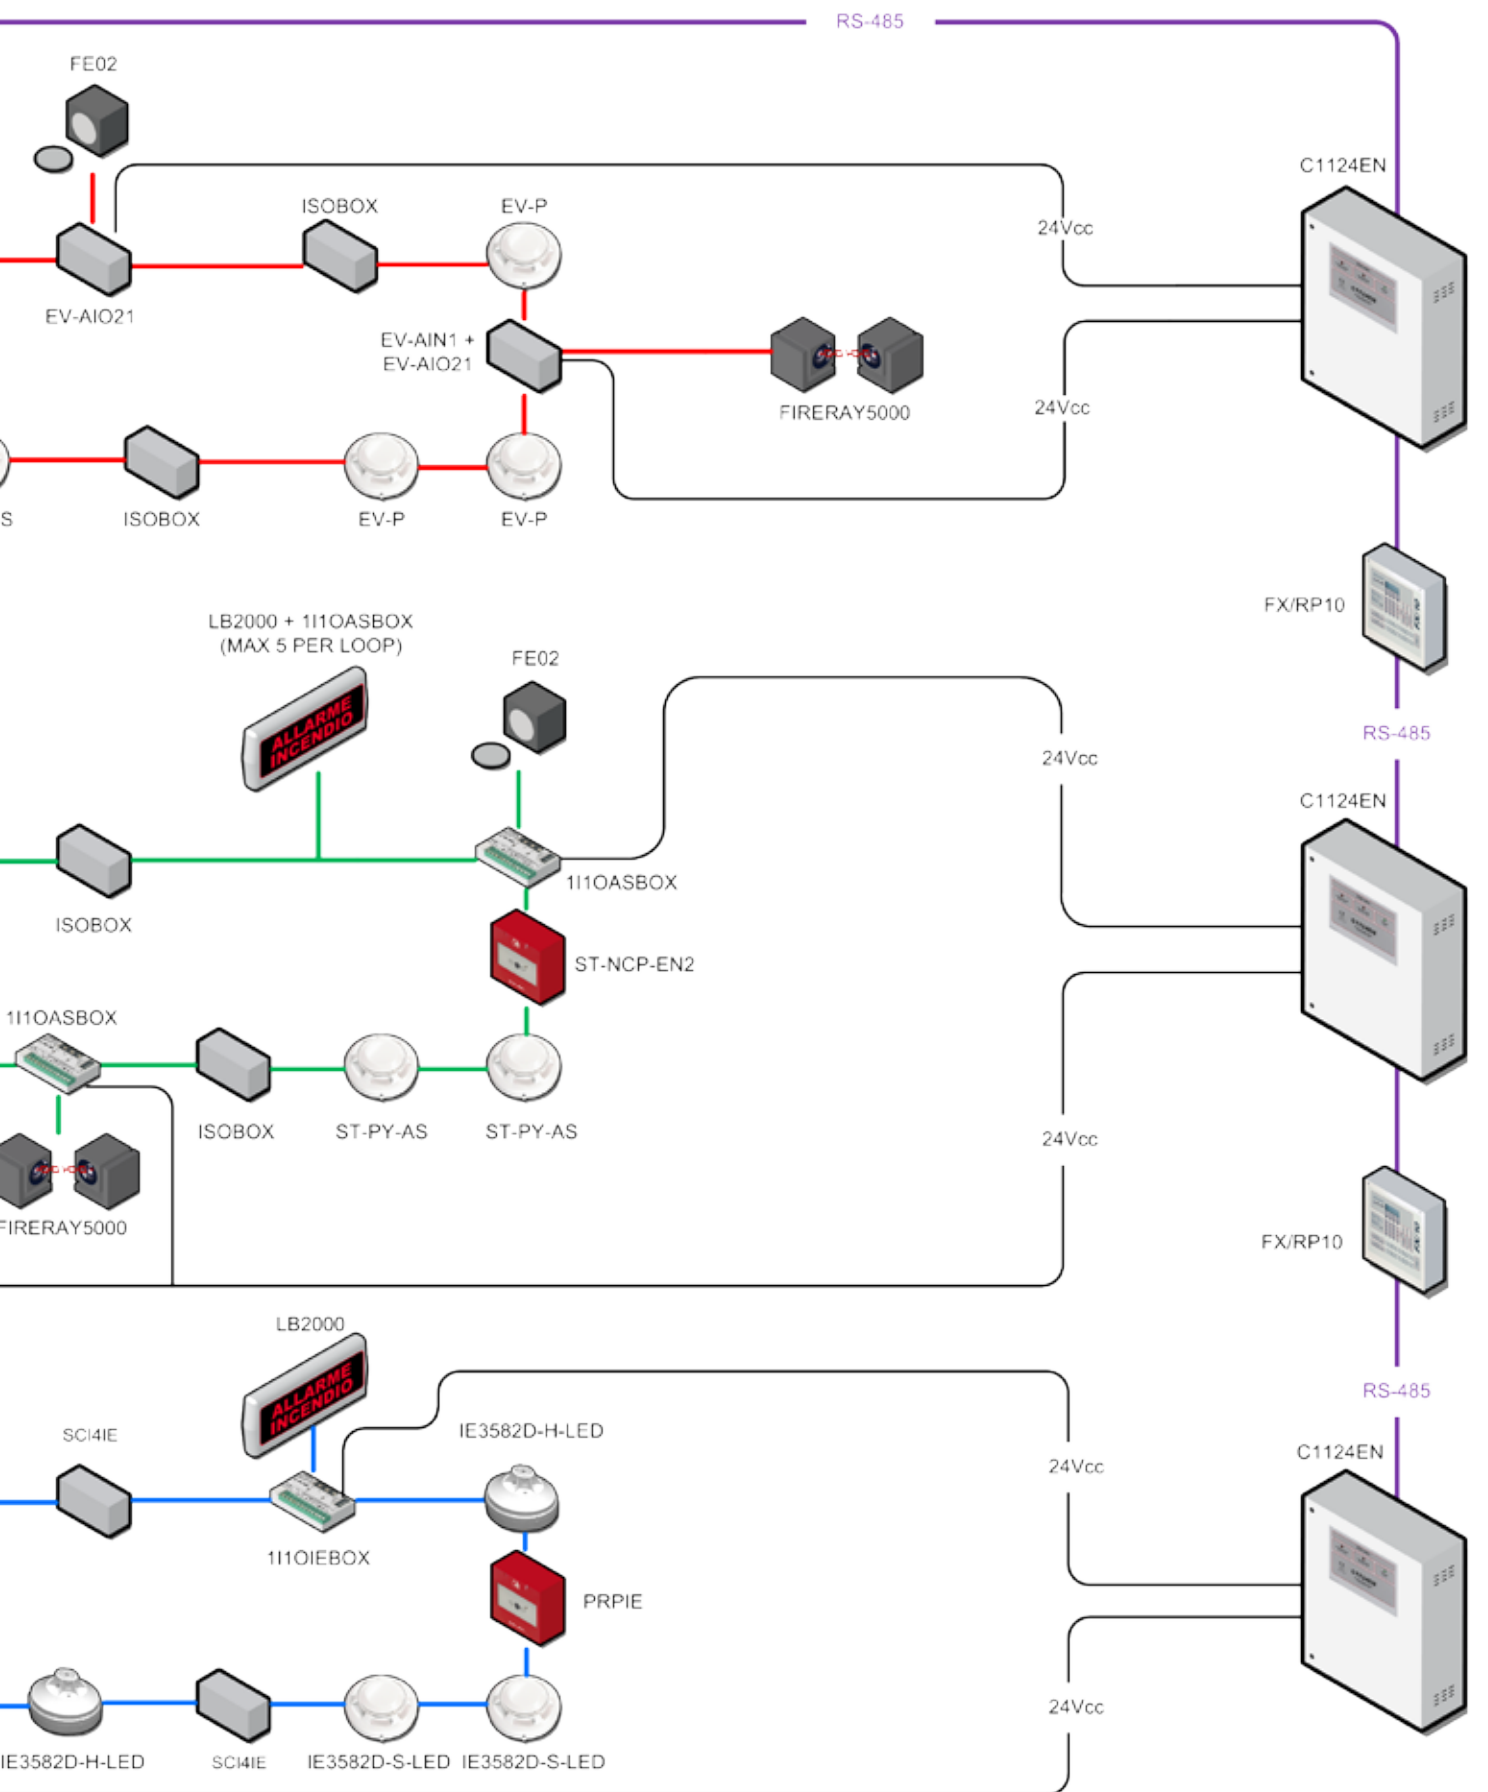 RS-485
FE02
C1124EN
ISOBOX
EV-P
24Vcc
EV-AIO21
EV-AIN1 +
EV-AIO21
24Vcc
FIRERAY5000
S
ISOBOX
EV-P
EV-P
FX/RP10
LB2000 + 1I1OASBOX
(MAX 5 PER LOOP)
FE02
ALLARME
INCENDIO
RS-485
24Vcc
C1124EN
1I1OASBOX
ISOBOX
ST-NCP-EN2
1I1OASBOX
ISOBOX
ST-PY-AS
ST-PY-AS
24Vcc
FIRERAY5000
FX/RP10
LB2000
ALLARME
INCENDIO
RS-485
SCI4IE
IE3582D-H-LED
C1124EN
24Vcc
1I1OIEBOX
PRPIE
24Vcc
IE3582D-H-LED
SCI4IE
IE3582D-S-LED
IE3582D-S-LED